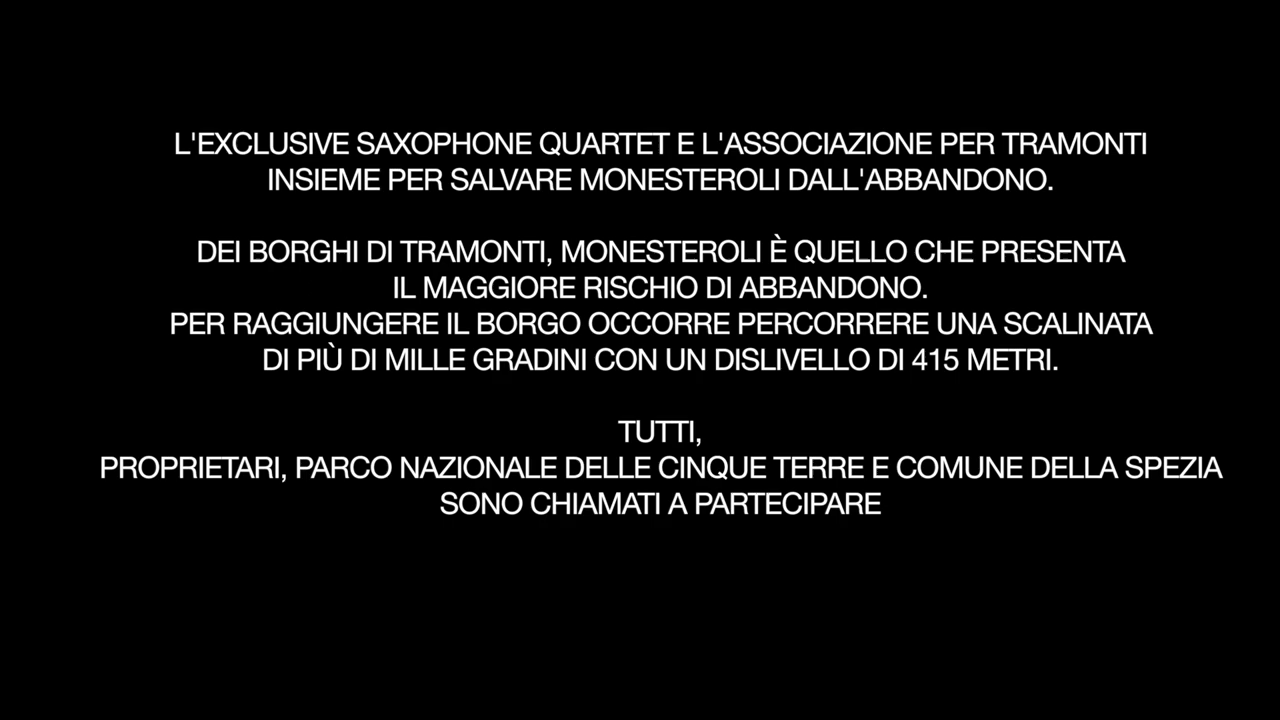 L'EXCLUSIVE SAXOPHONE QUARTET E L'ASSOCIAZIONE PER TRAMONTI
INSIEME PER SALVARE MONESTEROLI DALL'ABBANDONO.
DEI BORGHI DI TRAMONTI, MONESTEROLI È QUELLO CHE PRESENTA
IL MAGGIORE RISCHIO DI ABBANDONO.
PER RAGGIUNGERE IL BORGO OCCORRE PERCORRERE UNA SCALINATA
DI PIÙ DI MILLE GRADINI CON UN DISLIVELLO DI 415 METRI.
TUTTI,
PROPRIETARI, PARCO NAZIONALE DELLE CINQUE TERRE E COMUNE DELLA SPEZIA
SONO CHIAMATI A PARTECIPARE